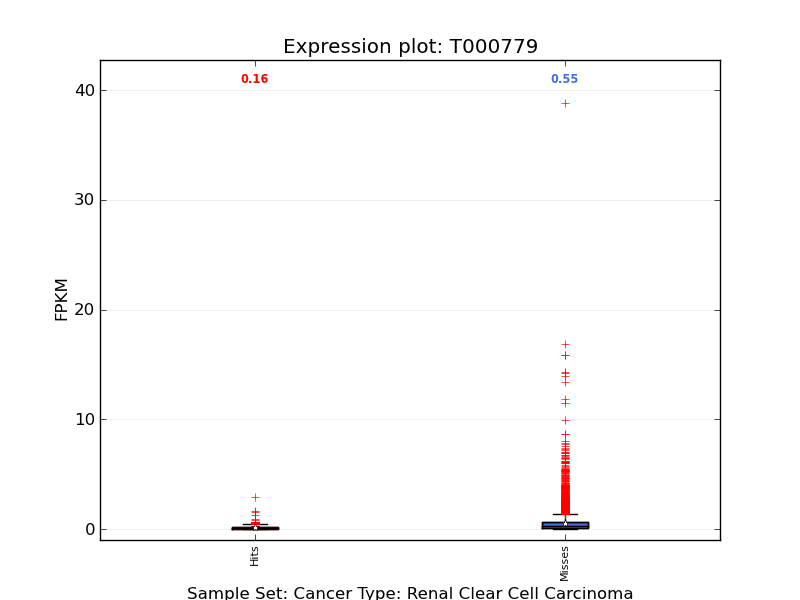 Expression plot: T000779
0.16
0.55
40
30
20
10
0
FPKM
Hits
Misses
Sample Set: Cancer Type: Renal Clear Cell Carcinoma